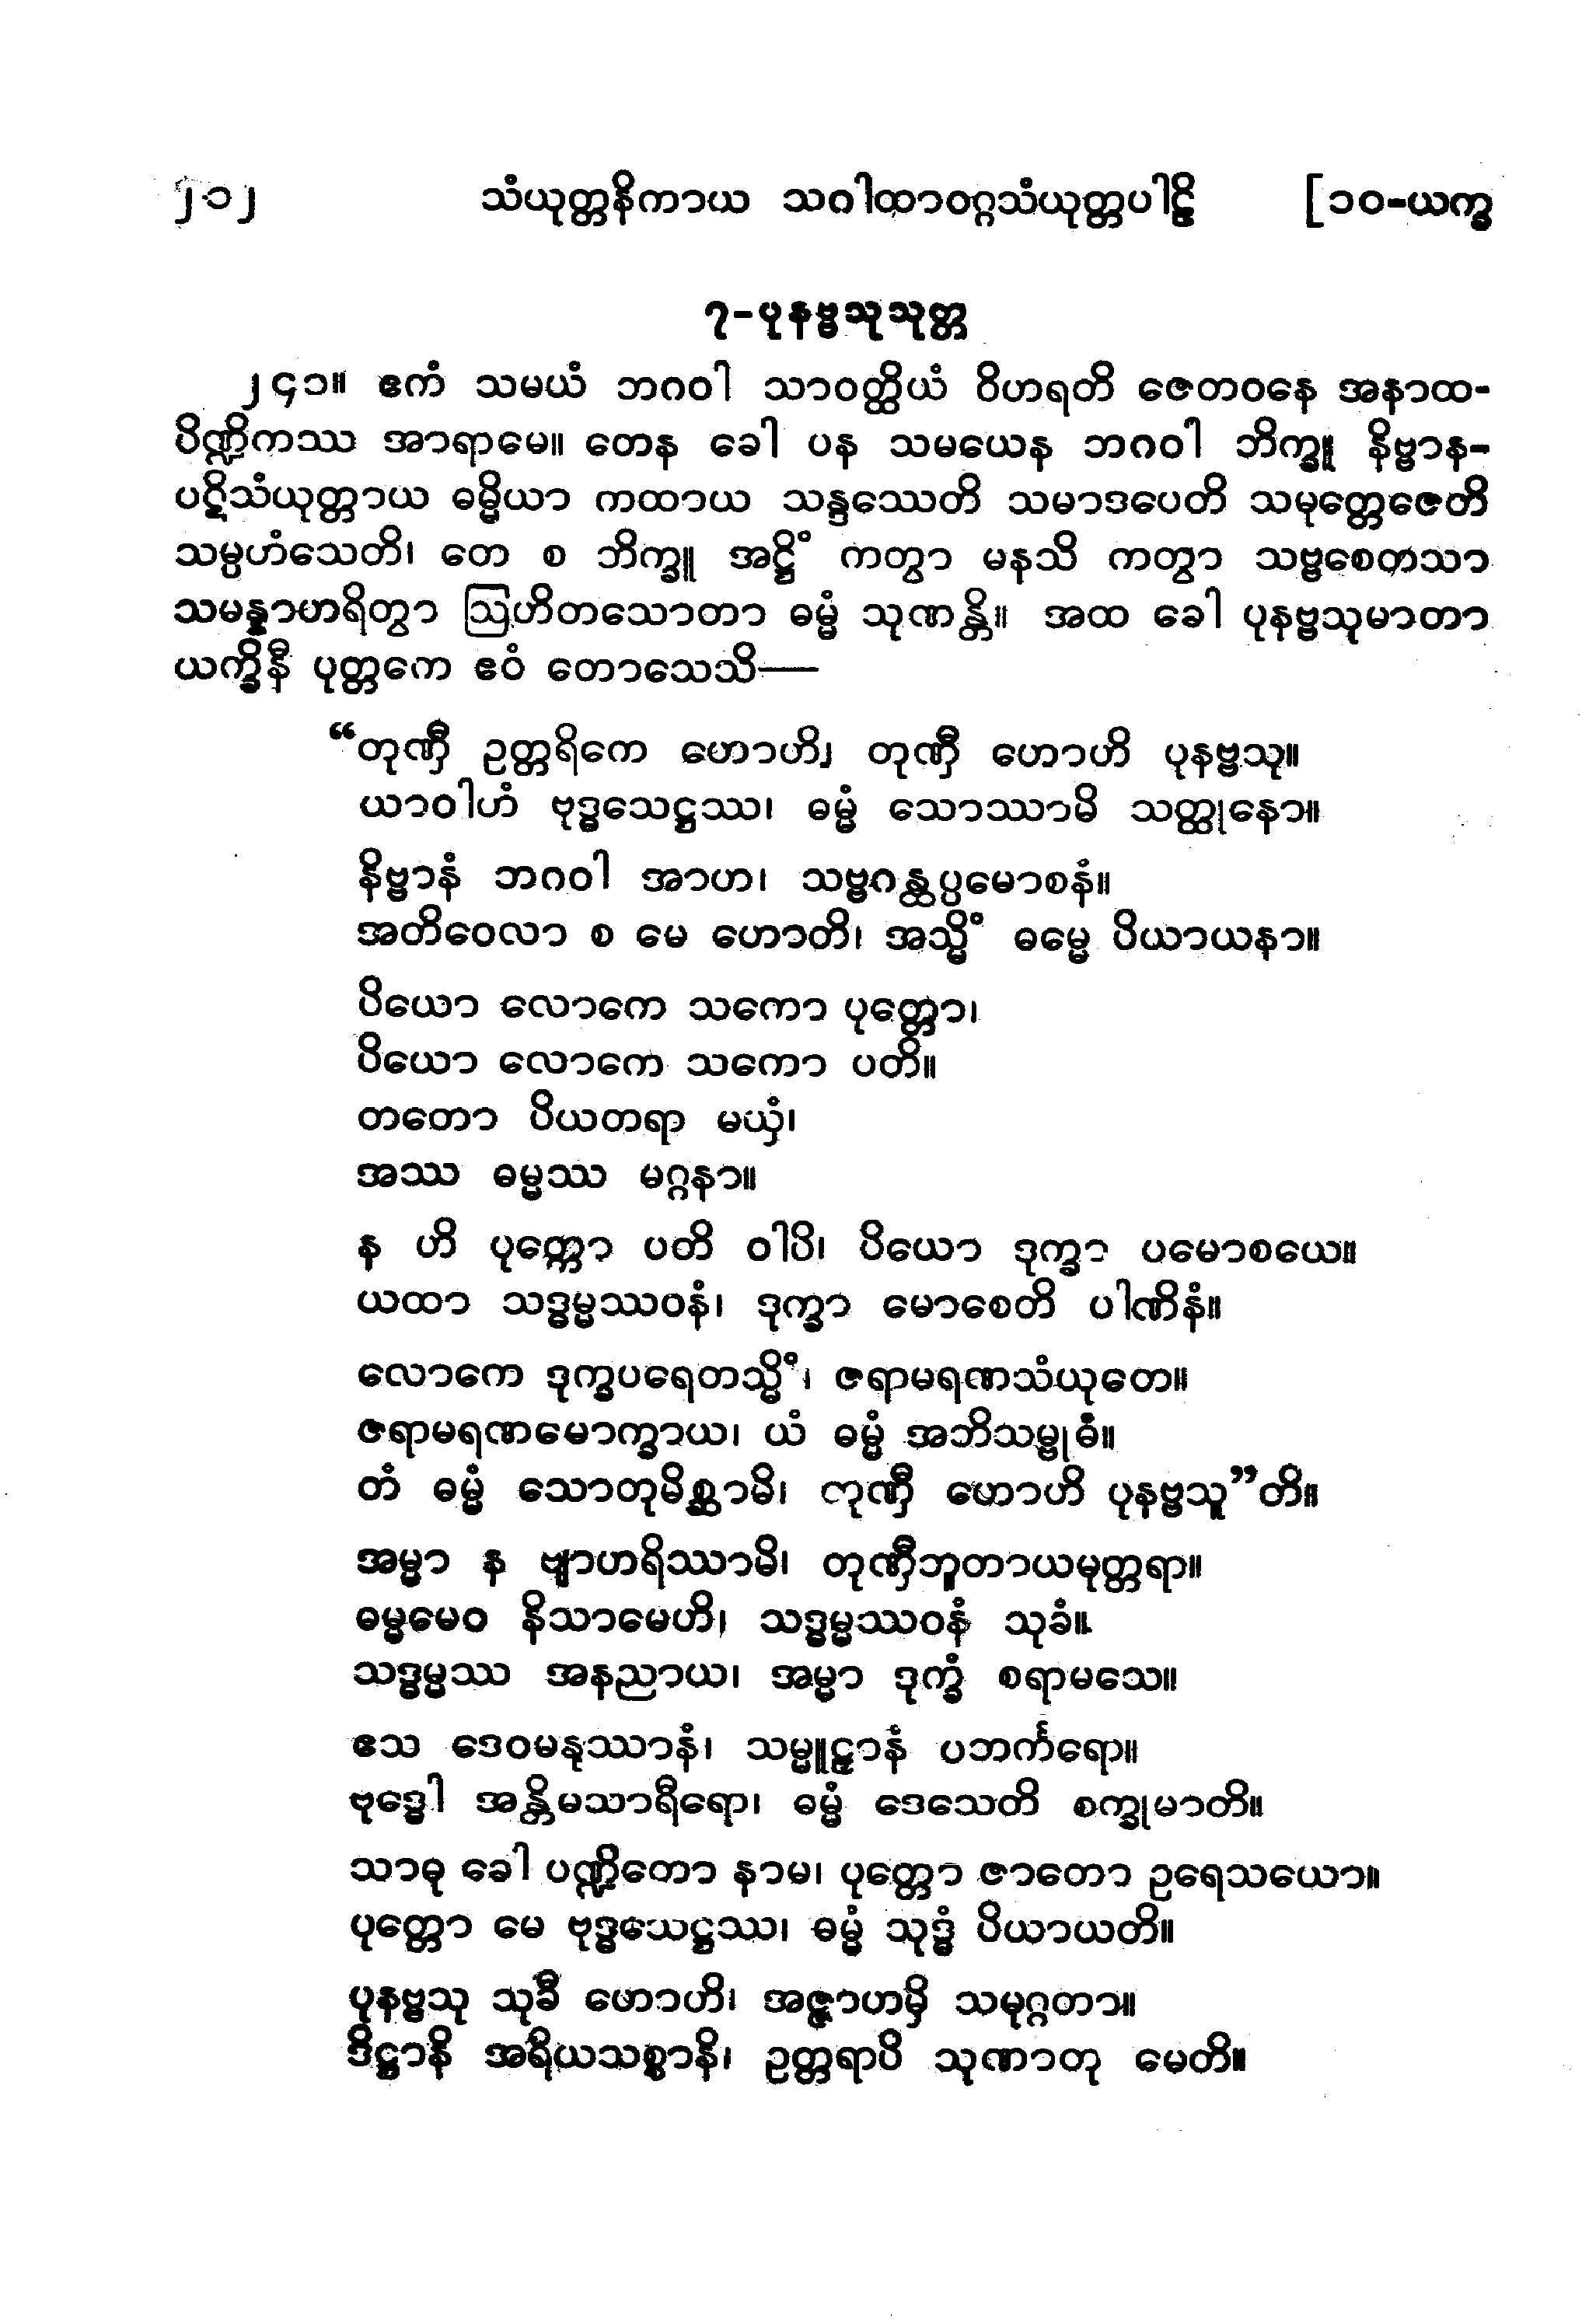 ၂၁၂ သံယုတ္တနိကာယ သဂါထာဝဂ္ဂသံယုတ္တပါဠိ [၁၀-ယက္ခ
၇-ပုနဗ္ဗသုသုတ္တ
၂၄၁။ ဧကံ သမယံ ဘဂဝါ သာဝတ္ထိယံ ဝိဟရတိ ဇေတဝနေ အနာထ-
ပိဏ္ဍိကဿ အာရာမေ။ တေန ခေါ ပန သမယေန ဘဂဝါ ဘိက္ခူ နိဗ္ဗာန-
ပဋိသံယုတ္တာယ ဓမ္မိယာ ကထာယ သန္ဒဿေတိ သမာဒပေတိ သမုတ္တေဇေတိ
သမ္ပဟံသေတိ၊ တေ စ ဘိက္ခူ အဋ္ဌိံ ကတွာ မနသိ ကတွာ သဗ္ဗစေတသာ
သမန္နာဟရိတွာ ဩဟိတသောတာ ဓမ္မံ သုဏန္တိ။ အထ ခေါ ပုနဗ္ဗသုမာတာ
ယက္ခိနီ ပုတ္တကေ ဧဝံ တောသေသိ—
“တုဏှီ ဥတ္တရိကေ ဟောဟိ၊ တုဏှီ ဟောဟိ ပုနဗ္ဗသု။
ယာဝါဟံ ဗုဒ္ဓသေဋ္ဌဿ၊ ဓမ္မံ သောဿာမိ သတ္ထုနော။
နိဗ္ဗာနံ ဘဂဝါ အာဟ၊ သဗ္ဗဂန္ထပ္ပမောစနံ။
အတိဝေလာ စ မေ ဟောတိ၊ အသ္မိံ ဓမ္မေ ပိယာယနာ။
ပိယော လောကေ သကော ပုတ္တော၊
ပိယော လောကေ သကော ပတိ။
တတော ပိယတရာ မယှံ၊
အဿ ဓမ္မဿ မဂ္ဂနာ။
န ဟိ ပုတ္တော ပတိ ဝါပိ၊ ပိယော ဒုက္ခာ ပမောစယေ။
ယထာ သဒ္ဓမ္မဿဝနံ၊ ဒုက္ခာ မောစေတိ ပါဏိနံ။
လောကေ ဒုက္ခပရေတသ္မိံ၊ ဇရာမရဏသံယုတေ။
ဇရာမရဏမောက္ခာယ၊ ယံ ဓမ္မံ အဘိသမ္ဗုဓံ။
တံ ဓမ္မံ သောတုမိစ္ဆာမိ၊ တုဏှီ ဟောဟိ ပုနဗ္ဗသူ”တိ။
အမ္မာ န ဗျာဟရိဿာမိ၊ တုဏှီဘူတာယမုတ္တရာ။
ဓမ္မမေဝ နိသာမေဟိ၊ သဒ္ဓမ္မဿဝနံ သုခံ။
သဒ္ဓမ္မဿ အနညာယ၊ အမ္မာ ဒုက္ခံ စရာမသေ။
ဧသ ဒေဝမနုဿာနံ၊ သမ္မူဠှာနံ ပဘင်္ကရော။
ဗုဒ္ဓေါ အန္တိမသာရီရော၊ ဓမ္မံ ဒေသေတိ စက္ခုမာတိ။
သာဓု ခေါ ပဏ္ဍိတော နာမ၊ ပုတ္တော ဇာတော ဥရေသယော။
ပုတ္တော မေ ဗုဒ္ဓသေဋ္ဌဿ၊ ဓမ္မံ သုဒ္ဓံ ပိယာယတိ။
ပုနဗ္ဗသု သုခီ ဟောဟိ၊ အဇ္ဇာဟမှိ သမုဂ္ဂတာ။
ဒိဋ္ဌာနိ အရိယသစ္စာနိ၊ ဥတ္တရာပိ သုဏာတု မေတိ။